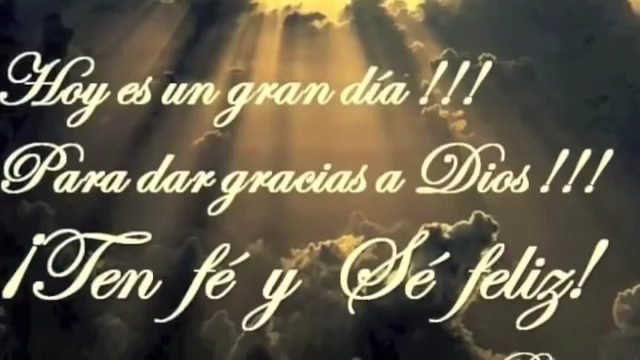 Hoy es un gran día !!!
Para dar gracias a Dios !!!
¡Ten fé y Sé feliz!